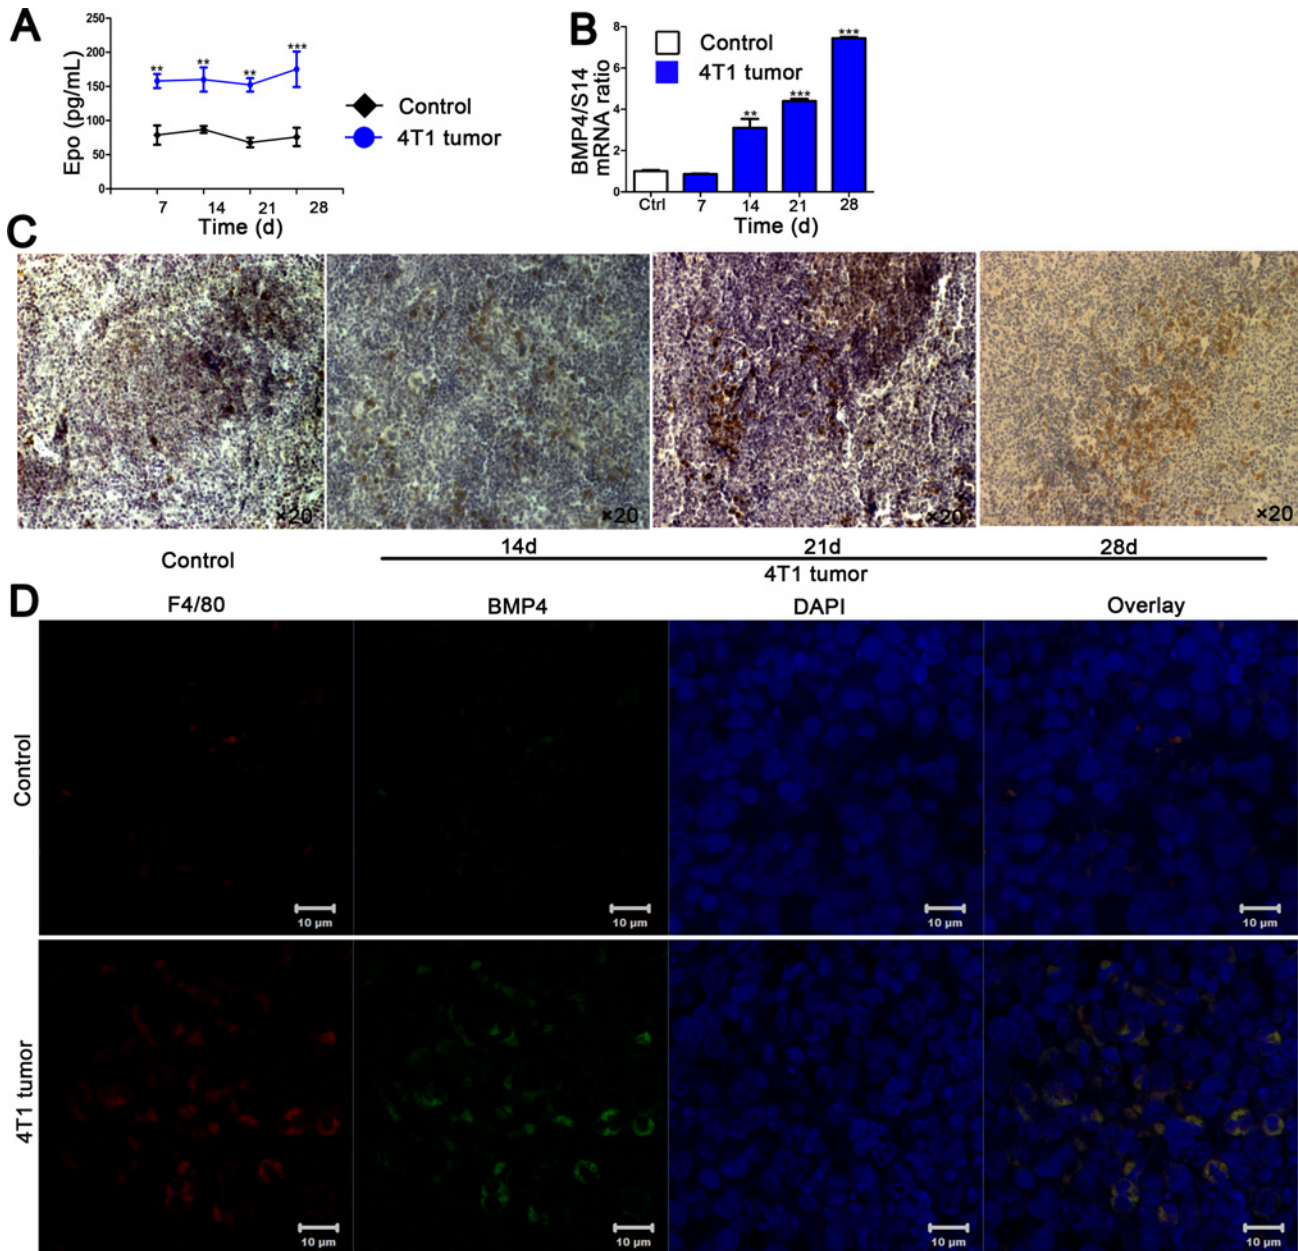 A
250
200
150
100
50
0
Epo (pg/mL)
** ** ** ***
7 14 21 28
Time (d)
Control
4T1 tumor
B
8
6
4
2
0
BMP4/S14
mRNA ratio
Control
4T1 tumor
** *** ***
Ctrl 7 14 21 28
Time (d)
C
×20 ×20 ×20 ×20
Control 14d 21d 28d
4T1 tumor
D
F4/80 BMP4 DAPI Overlay
Control
10 µm 10 µm 10 µm 10 µm
4T1 tumor
10 µm 10 µm 10 µm 10 µm